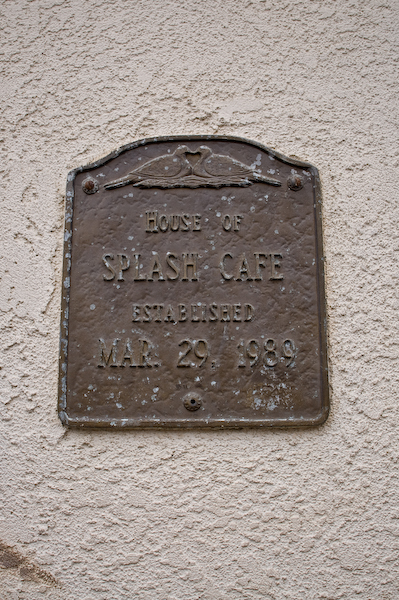 HOUSE OF
SPLASH CAFE
ESTABLISHED
MAR. 29, 1989